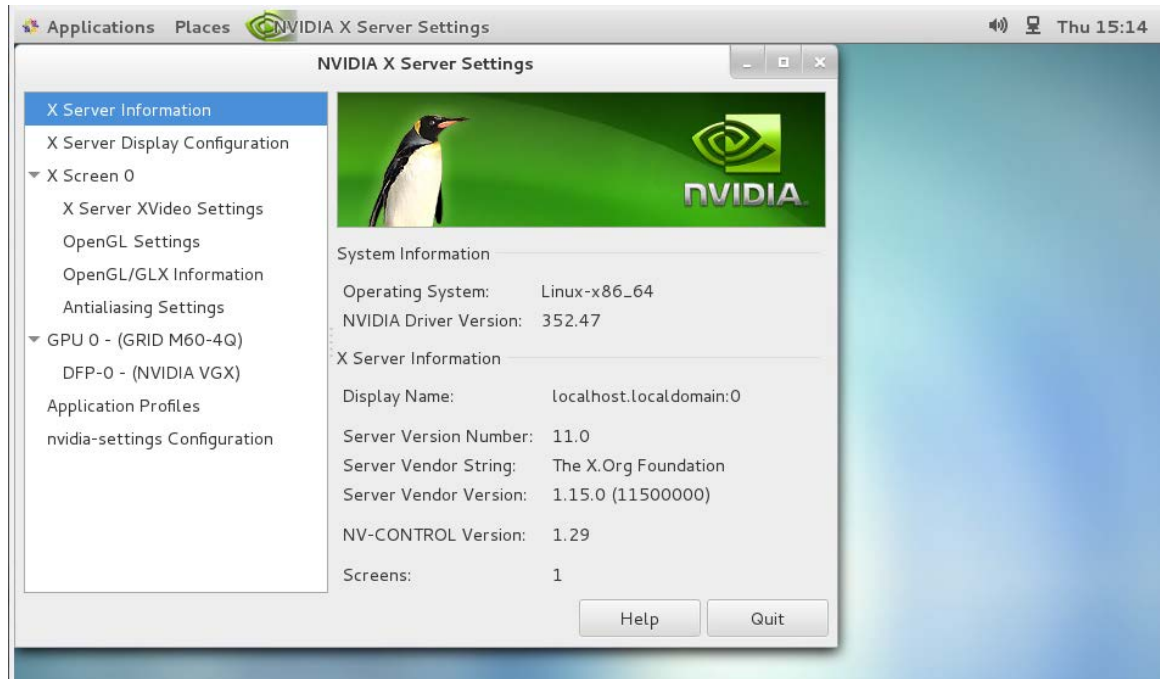 Applications Places NVIDIA X Server Settings Thu 15:14
NVIDIA X Server Settings
X Server Information
X Server Display Configuration
X Screen 0
X Server XVideo Settings
OpenGL Settings
OpenGL/GLX Information
Antialiasing Settings
GPU 0 - (GRID M60-4Q)
DFP-0 - (NVIDIA VGX)
Application Profiles
nvidia-settings Configuration
NVIDIA.
System Information
Operating System: Linux-x86_64
NVIDIA Driver Version: 352.47
X Server Information
Display Name: localhost.localdomain:0
Server Version Number: 11.0
Server Vendor String: The X.Org Foundation
Server Vendor Version: 1.15.0 (11500000)
NV-CONTROL Version: 1.29
Screens: 1
Help Quit